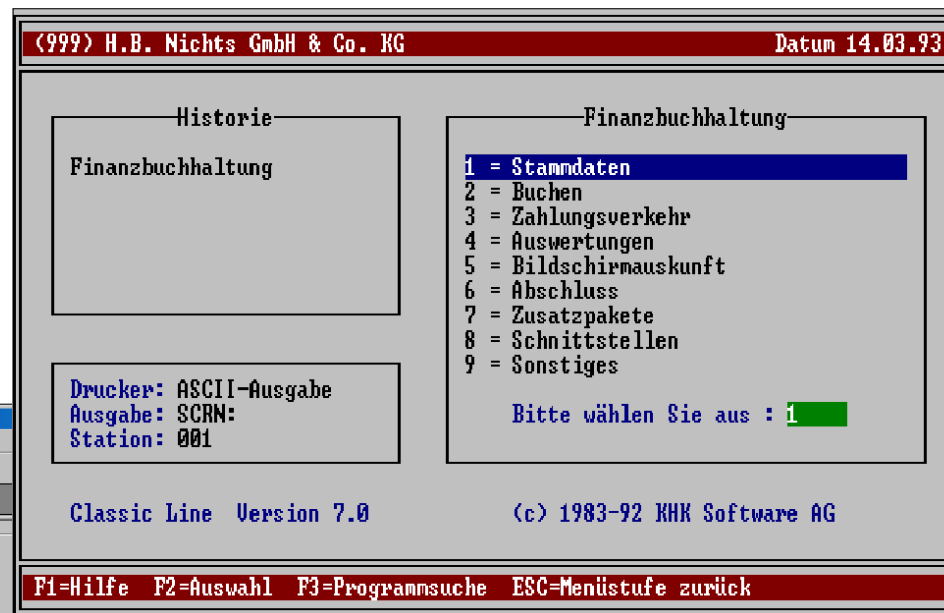 (999) H.B. Nichts GmbH & Co. KG Datum 14.03.93
Historie
Finanzbuchhaltung
Drucker: ASCII-Ausgabe
Ausgabe: SCRN:
Station: 001
Finanzbuchhaltung
1 = Stammdaten
2 = Buchen
3 = Zahlungsverkehr
4 = Auswertungen
5 = Bildschirmauskunft
6 = Abschluss
7 = Zusatzpakete
8 = Schnittstellen
9 = Sonstiges
Bitte wählen Sie aus : 1
Classic Line Version 7.0 (c) 1983-92 KHK Software AG
F1=Hilfe F2=Auswahl F3=Programmsuche ESC=Menüstufe zurück